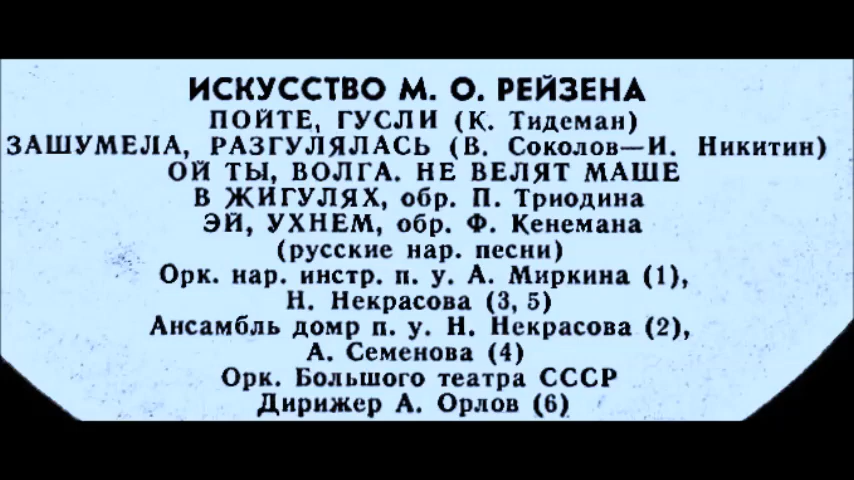 ИСКУССТВО М. О. РЕЙЗЕНА
ПОЙТЕ, ГУСЛИ (К. Тидеман)
ЗАШУМЕЛА, РАЗГУЛЯЛАСЬ (В. Соколов—И. Никитин)
ОЙ ТЫ, ВОЛГА. НЕ ВЕЛЯТ МАШЕ
В ЖИГУЛЯХ, обр. П. Триодина
ЭЙ, УХНЕМ, обр. Ф. Кенемана
(русские нар. песни)
Орк. нар. инстр. п. у. А. Миркина (1),
Н. Некрасова (3, 5)
Ансамбль домр п. у. Н. Некрасова (2),
А. Семенова (4)
Орк. Большого театра СССР
Дирижер А. Орлов (6)